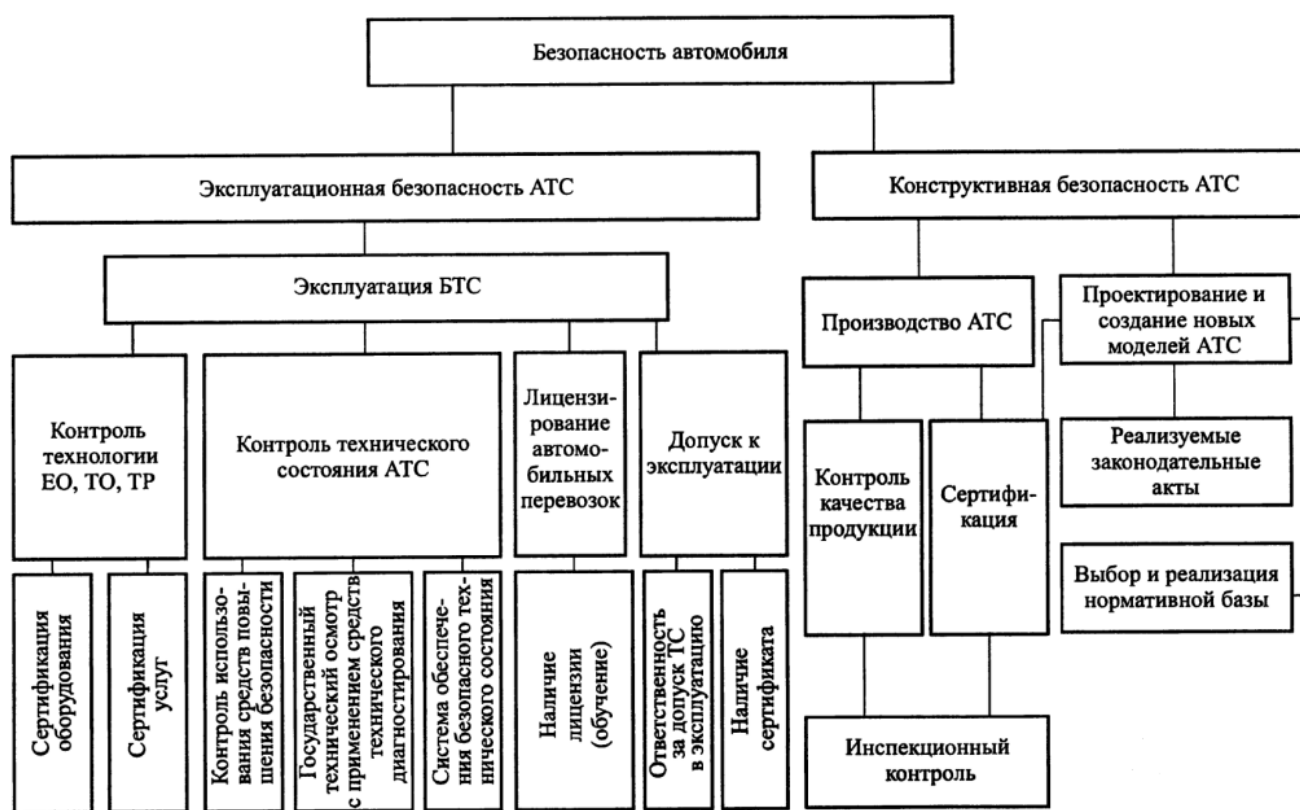 Безопасность автомобиля
Эксплуатационная безопасность АТС
Конструктивная безопасность АТС
Эксплуатация БТС
Производство АТС
Проектирование и
создание новых
моделей АТС
Контроль
технологии
ЕО, ТО, ТР
Контроль технического
состояния АТС
Лицензи-
рование
автомо-
бильных
перевозок
Допуск к
эксплуатации
Контроль
качества
продукции
Сертифи-
кация
Реализуемые
законодательные
акты
Выбор и реализация
нормативной базы
Сертификация
оборудования
Сертификация
услуг
Контроль использо-
вания средств повы-
шения безопасности
Государственный
технический осмотр
с применением средств
технического
диагностирования
Система обеспече-
ния безопасного тех-
нического состояния
Наличие
лицензии
(обучение)
Ответственность
за допуск ТС
в эксплуатацию
Наличие
сертификата
Инспекционный
контроль